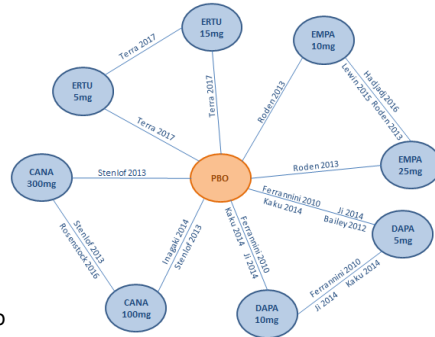 ERTU
15mg
EMPA
10mg
Terra 2017
ERTU
5mg
Terra 2017
Terra 2017
Roden 2013
Hadjadj2016
Lewin 2015 Roden 2013
CANA
300mg
Stenlof 2013
PBO
Roden 2013
EMPA
25mg
Ferrannini 2010 Ji 2014
Kaku 2014 Bailey 2012
DAPA
5mg
Stenlof 2013
Rosenstock 2016
Inagaki 2014
Stenlof 2013
Ferrannini 2010
Kaku 2014 Ji 2014
Ferrannini 2010
Ji 2014 Kaku 2014
CANA
100mg
DAPA
10mg
o